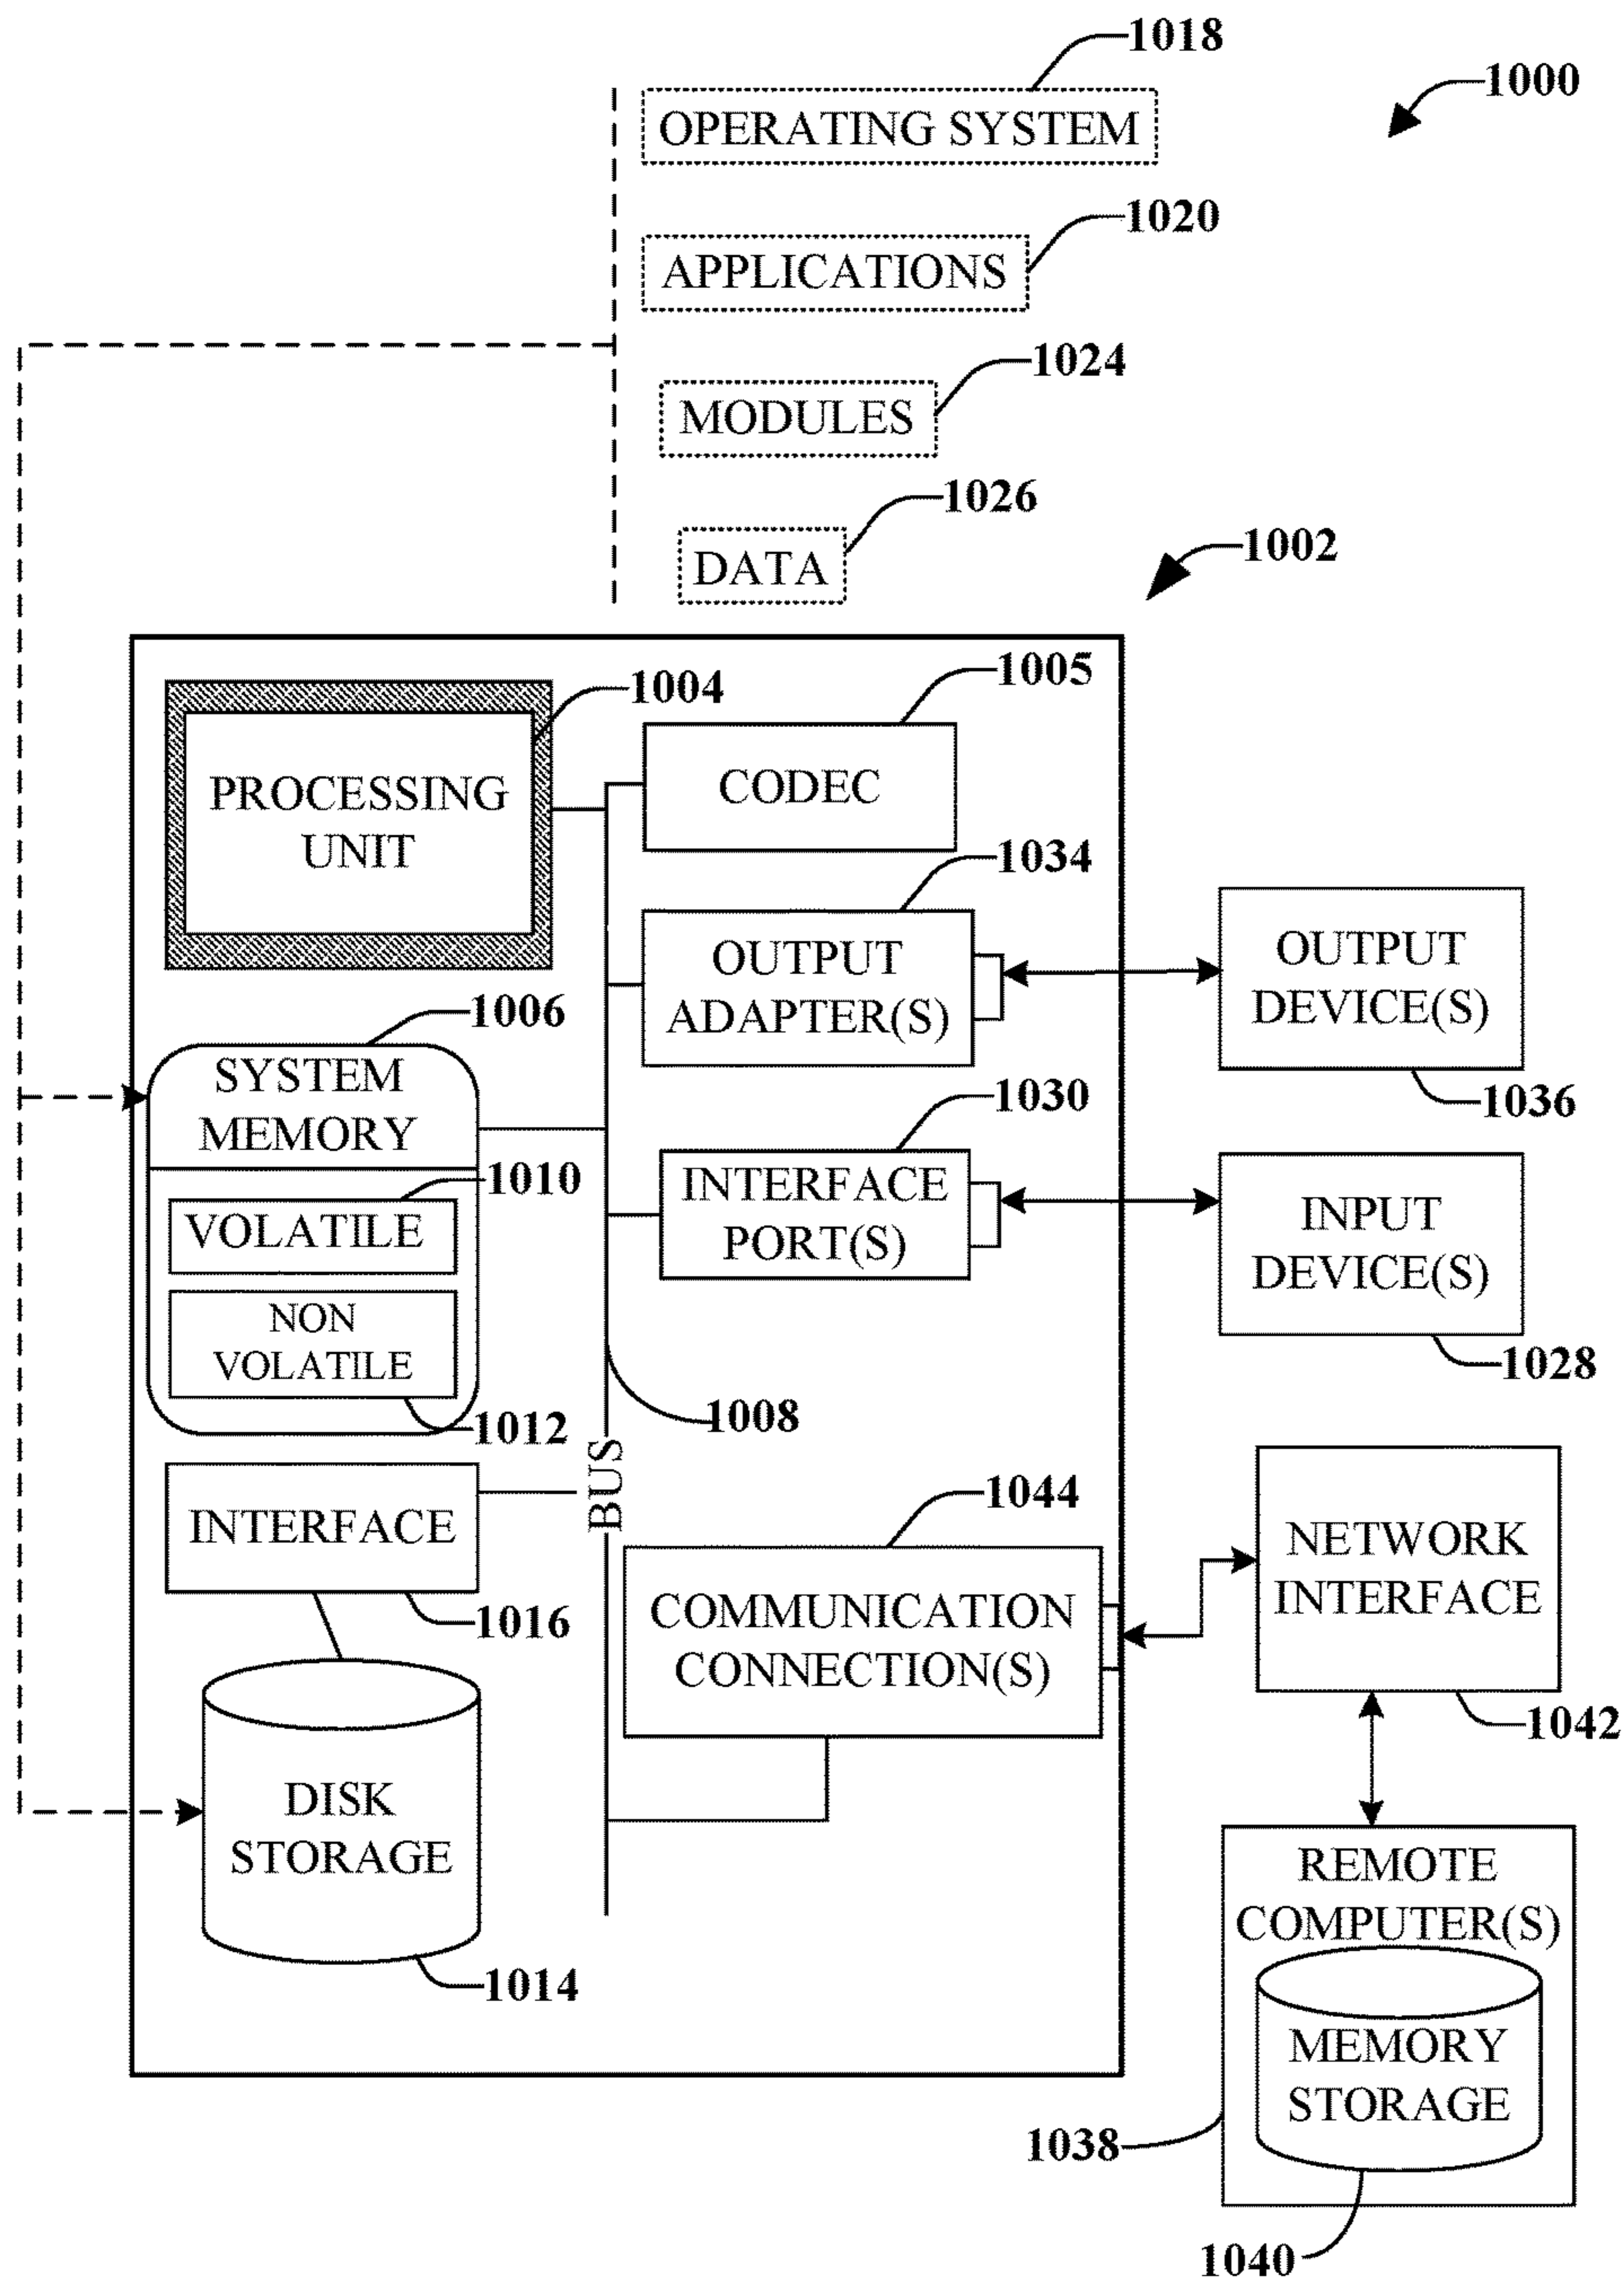 1018
1000
OPERATING SYSTEM
1020
APPLICATIONS
1024
MODULES
1026
DATA
1002
1004
PROCESSING
UNIT
1005
CODEC
1034
OUTPUT
ADAPTER(S)
OUTPUT
DEVICE(S)
1036
1006
SYSTEM
MEMORY
1010
VOLATILE
NON
VOLATILE
1012
1030
INTERFACE
PORT(S)
INPUT
DEVICE(S)
1028
1008
BUS
INTERFACE
1016
1044
COMMUNICATION
CONNECTION(S)
NETWORK
INTERFACE
1042
DISK
STORAGE
1014
REMOTE
COMPUTER(S)
MEMORY
STORAGE
1038
1040